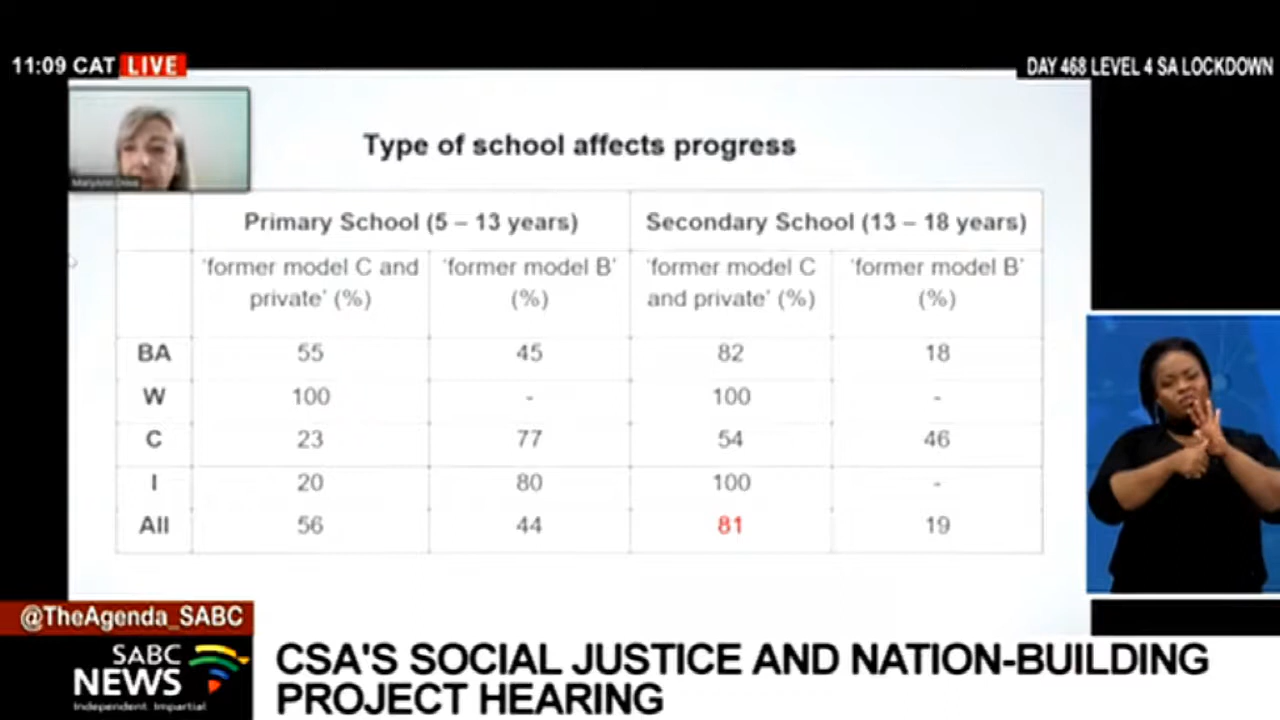 11:09 CAT LIVE
DAY 468 LEVEL 4 SA LOCKDOWN
Type of school affects progress
Primary School (5 – 13 years) Secondary School (13 – 18 years)
'former model C and private' (%) 'former model B' (%) 'former model C and private' (%) 'former model B' (%)
BA 55 45 82 18
W 100 - 100 -
C 23 77 54 46
I 20 80 100 -
All 56 44 81 19
@TheAgenda_SABC
SABC
NEWS
Independent. Impartial
CSA'S SOCIAL JUSTICE AND NATION-BUILDING
PROJECT HEARING